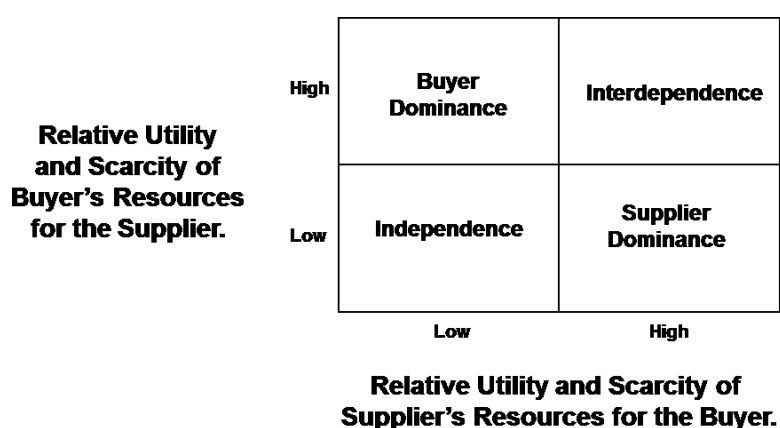 Relative Utility
and Scarcity of
Buyer's Resources
for the Supplier.
High
Buyer
Dominance
Interdependence
Low
Independence
Supplier
Dominance
Low
High
Relative Utility and Scarcity of
Supplier's Resources for the Buyer.